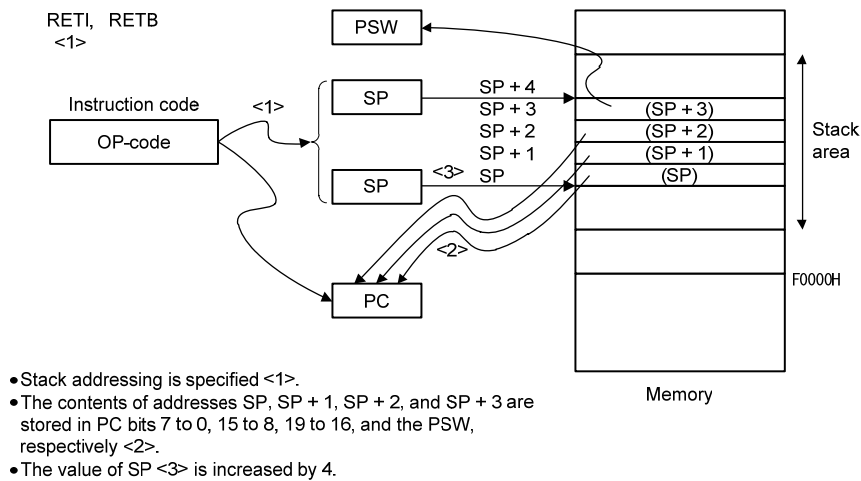 RETI, RETB
<1>
PSW
Instruction code
OP-code
<1>
SP
SP
SP + 4
SP + 3
SP + 2
SP + 1
<3> SP
<2>
PC
(SP + 3)
(SP + 2)
(SP + 1)
(SP)
Stack
area
F0000H
Memory
•Stack addressing is specified <1>.
•The contents of addresses SP, SP + 1, SP + 2, and SP + 3 are
stored in PC bits 7 to 0, 15 to 8, 19 to 16, and the PSW,
respectively <2>.
•The value of SP <3> is increased by 4.